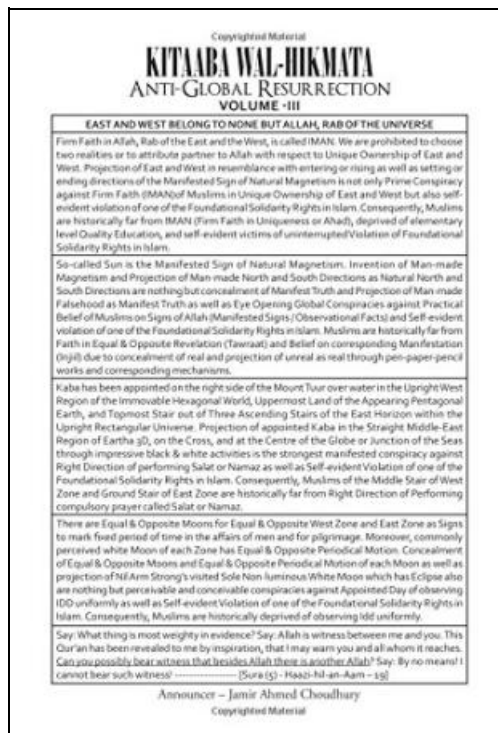 Copyrighted Material
KITAABA WAL-HIKMATA
ANTI-GLOBAL RESURRECTION
VOLUME -III
EAST AND WEST BELONG TO NONE BUT ALLAH, RAB OF THE UNIVERSE
Firm Faith in Allah, Rab of the East and the West, is called IMAN. We are prohibited to choose
two realities or to attribute partner to Allah with respect to Unique Ownership of East and
West. Projection of East and West in resemblance with entering or rising as well as setting or
ending directions of the Manifested Sign of Natural Magnetism is not only Prime Conspiracy
against Firm Faith (IMAN)of Muslims in Unique Ownership of East and West but also self-
evident violation of one of the Foundational Solidarity Rights in Islam. Consequently, Muslims
are historically far from IMAN (Firm Faith in Uniqueness or Ahad), deprived of elementary
level Quality Education, and self-evident victims of uninterrupted Violation of Foundational
Solidarity Rights in Islam.
So-called Sun is the Manifested Sign of Natural Magnetism. Invention of Man-made
Magnetism and Projection of Man made North and South Directions as Natural North and
South Directions are nothing but concealment of Manifest Truth and Projection of Man-made
Falsehood as Manifest Truth as well as Eye Opening Global Conspiracies against Practical
Belief of Muslims on Signs of Allah (Manifested Signs / Observational Facts) and Self-evident
violation of one of the Foundational Solidarity Rights in Islam. Muslims are historically far from
Faith in Equal & Opposite Revelation (Tawraat) and Belief on corresponding Manifestation
(Injiil) due to concealment of real and projection of unreal as real through pen-paper-pencil
works and corresponding mechanisms.
Kaba has been appointed on the right side of the Mount Tuur over water in the Upright West
Region of the Immovable Hexagonal World, Uppermost Land of the Appearing Pentagonal
Earth, and Topmost Stair out of Three Ascending Stairs of the East Horizon within the
Upright Rectangular Universe. Projection of appointed Kaba in the Straight Middle-East
Region of Eartha 3D, on the Cross, and at the Centre of the Globe or Junction of the Seas
through impressive black & white activities is the strongest manifested conspiracy against
Right Direction of performing Salat or Namaz as well as Self-evident Violation of one of the
Foundational Solidarity Rights in Islam. Consequently, Muslims of the Middle Stair of West
Zone and Ground Stair of East Zone are historically far from Right Direction of Performing
compulsory prayer called Salat or Namaz.
There are Equal & Opposite Moons for Equal & Opposite West Zone and East Zone as Signs
to mark fixed period of time in the affairs of men and for pilgrimage. Moreover, commonly
perceived white Moon of each Zone has Equal & Opposite Periodical Motion. Concealment
of Equal & Opposite Moons and Equal & Opposite Periodical Motion of each Moon as well as
projection of Nil Arm Strong's visited Sole Non-luminous White Moon which has Eclipse also
are nothing but perceivable and conceivable conspiracies against Appointed Day of observing
IDD uniformly as well as Self-evident Violation of one of the Foundational Solidarity Rights in
Islam. Consequently, Muslims are historically deprived of observing Idd uniformly.
Say: What thing is most weighty in evidence? Say: Allah is witness between me and you. This
Qur'an has been revealed to me by inspiration, that I may warn you and all whom it reaches.
Can you possibly bear witness that besides Allah there is another Allah? Say: By no means! I
cannot bear such witness! ----------------- [Sura (5) - Haazi-hil-an-Aam – 19]
Announcer – Jamir Ahmed Choudhury
Copyrighted Material